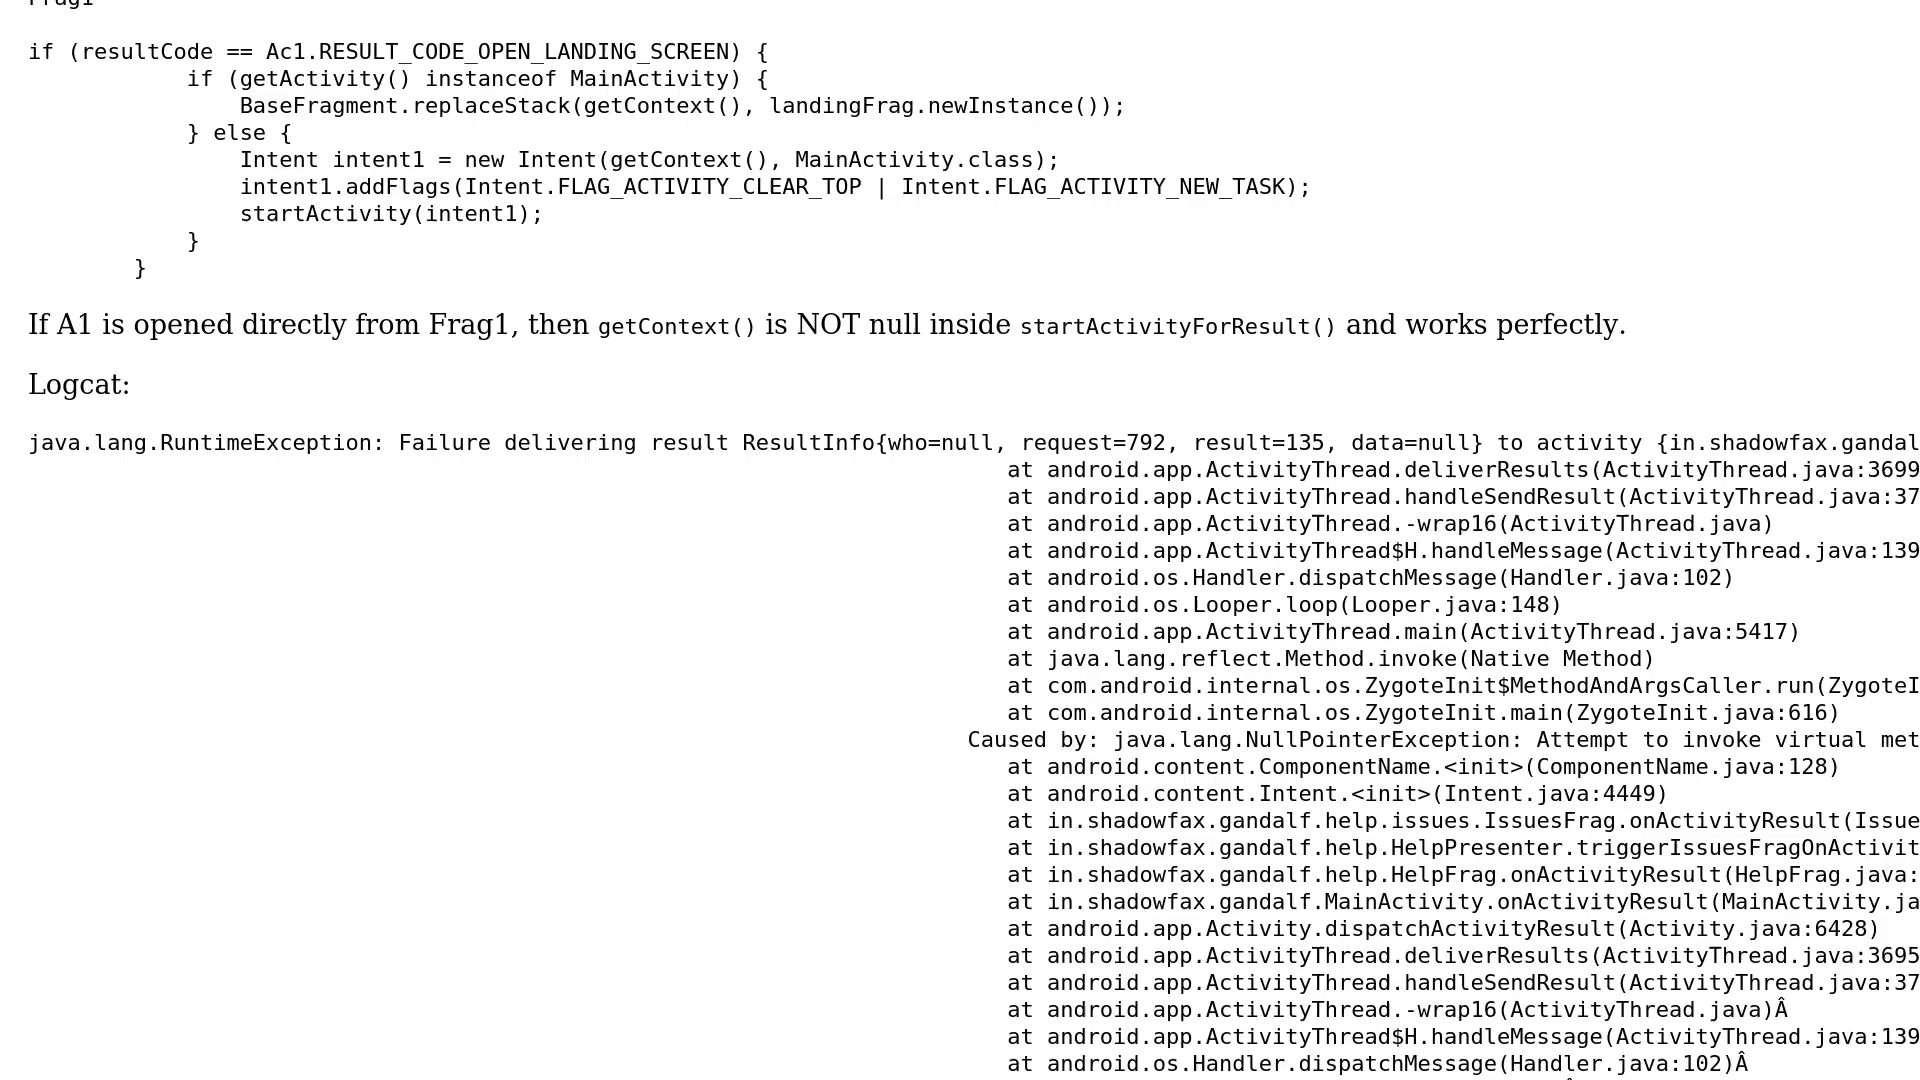 if (resultCode == Ac1.RESULT_CODE_OPEN_LANDING_SCREEN) {
if (getActivity() instanceof MainActivity) {
BaseFragment.replaceStack(getContext(), landingFrag.newInstance());
} else {
Intent intent1 = new Intent(getContext(), MainActivity.class);
intent1.addFlags(Intent.FLAG_ACTIVITY_CLEAR_TOP | Intent.FLAG_ACTIVITY_NEW_TASK);
startActivity(intent1);
}
}
If A1 is opened directly from Frag1, then getContext() is NOT null inside startActivityForResult() and works perfectly.
Logcat:
java.lang.RuntimeException: Failure delivering result ResultInfo{who=null, request=792, result=135, data=null} to activity {in.shadowfax.gandal
at android.app.ActivityThread.deliverResults(ActivityThread.java:3699
at android.app.ActivityThread.handleSendResult(ActivityThread.java:37
at android.app.ActivityThread.-wrap16(ActivityThread.java)
at android.app.ActivityThread$H.handleMessage(ActivityThread.java:139
at android.os.Handler.dispatchMessage(Handler.java:102)
at android.os.Looper.loop(Looper.java:148)
at android.app.ActivityThread.main(ActivityThread.java:5417)
at java.lang.reflect.Method.invoke(Native Method)
at com.android.internal.os.ZygoteInit$MethodAndArgsCaller.run(ZygoteI
at com.android.internal.os.ZygoteInit.main(ZygoteInit.java:616)
Caused by: java.lang.NullPointerException: Attempt to invoke virtual met
at android.content.ComponentName.<init>(ComponentName.java:128)
at android.content.Intent.<init>(Intent.java:4449)
at in.shadowfax.gandalf.help.issues.IssuesFrag.onActivityResult(Issue
at in.shadowfax.gandalf.help.HelpPresenter.triggerIssuesFragOnActivit
at in.shadowfax.gandalf.help.HelpFrag.onActivityResult(HelpFrag.java:
at in.shadowfax.gandalf.MainActivity.onActivityResult(MainActivity.ja
at android.app.Activity.dispatchActivityResult(Activity.java:6428)
at android.app.ActivityThread.deliverResults(ActivityThread.java:3695
at android.app.ActivityThread.handleSendResult(ActivityThread.java:37
at android.app.ActivityThread.-wrap16(ActivityThread.java)Â
at android.app.ActivityThread$H.handleMessage(ActivityThread.java:139
at android.os.Handler.dispatchMessage(Handler.java:102)Â